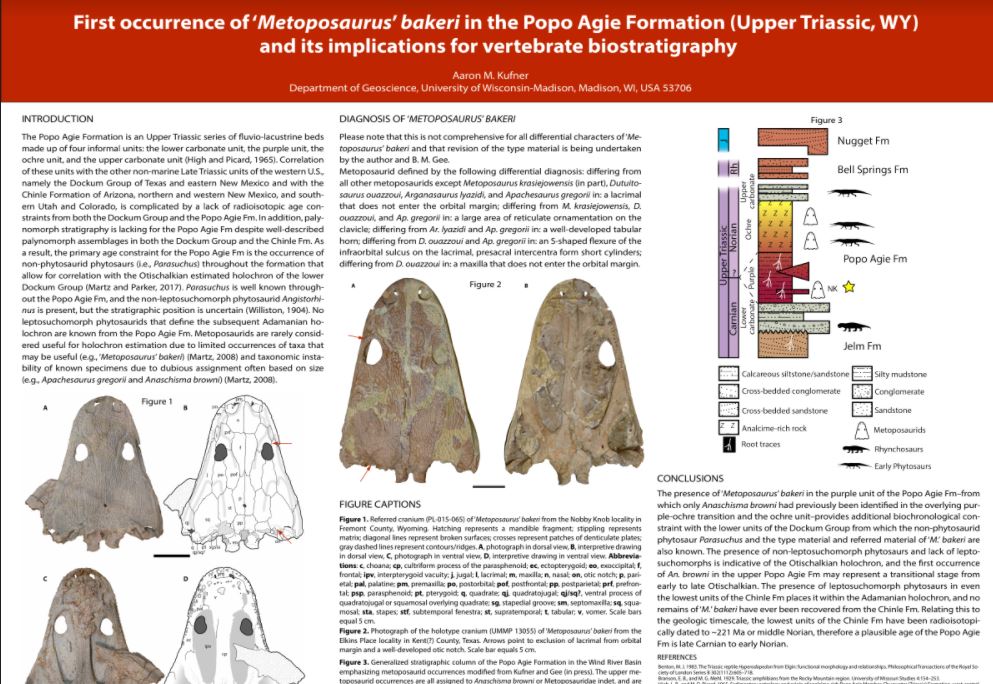 First occurrence of 'Metoposaurus' bakeri in the Popo Agie Formation (Upper Triassic, WY)
and its implications for vertebrate biostratigraphy
Aaron M. Kufner
Department of Geoscience, University of Wisconsin-Madison, Madison, WI, USA 53706
INTRODUCTION
The Popo Agie Formation is an Upper Triassic series of fluvio-lacustrine beds
made up of four informal units: the lower carbonate unit, the purple unit, the
ochre unit, and the upper carbonate unit (High and Picard, 1965). Correlation
of these units with the other non-marine Late Triassic units of the western U.S.,
namely the Dockum Group of Texas and eastern New Mexico and with the
Chinle Formation of Arizona, northern and western New Mexico, and south-
ern Utah and Colorado, is complicated by a lack of radioisotopic age con-
straints from both the Dockum Group and the Popo Agie Fm. In addition, paly-
nomorph stratigraphy is lacking for the Popo Agie Fm despite well-described
palynomorph assemblages in both the Dockum Group and the Chinle Fm. As
a result, the primary age constraint for the Popo Agie Fm is the occurrence of
non-phytosaurid phytosaurs (i.e., Parasuchus) throughout the formation that
allow for correlation with the Otischalkian estimated holochron of the lower
Dockum Group (Martz and Parker, 2017). Parasuchus is well known through-
out the Popo Agie Fm, and the non-leptosuchomorph phytosaurid Angistorhi-
nus is present, but the stratigraphic position is uncertain (Williston, 1904). No
leptosuchomorph phytosaurids that define the subsequent Adamanian ho-
lochron are known from the Popo Agie Fm. Metoposaurids are rarely consid-
ered useful for holochron estimation due to limited occurrences of taxa that
may be useful (e.g., 'Metoposaurus' bakeri) (Martz, 2008) and taxonomic insta-
bility of known specimens due to dubious assignment often based on size
(e.g., Apachesaurus gregorii and Anaschisma browni) (Martz, 2008).
Figure 1
A
B
C
D
DIAGNOSIS OF 'METOPOSAURUS' BAKERI
Please note that this is not comprehensive for all differential characters of 'Me-
toposaurus' bakeri and that revision of the type material is being undertaken
by the author and B. M. Gee.
Metoposaurid defined by the following differential diagnosis: differing from
all other metoposaurids except Metoposaurus krasiejowensis (in part), Dutuito-
saurus ouazzoui, Arganasaurus lyazidi, and Apachesaurus gregorii in: a lacrimal
that does not enter the orbital margin; differing from M. krasiejowensis, D.
ouazzoui, and Ap. gregorii in: a large area of reticulate ornamentation on the
clavicle; differing from Ar. lyazidi and Ap. gregorii in: a well-developed tabular
horn; differing from D. ouazzoui and Ap. gregorii in: an S-shaped flexure of the
infraorbital sulcus on the lacrimal, presacral intercentra form short cylinders;
differing from D. ouazzoui in: a maxilla that does not enter the orbital margin.
A
Figure 2
B
FIGURE CAPTIONS
Figure 1. Referred cranium (PL-015-065) of 'Metoposaurus' bakeri from the Nobby Knob locality in
Fremont County, Wyoming. Hatching represents a mandible fragment; stippling represents
matrix; diagonal lines represent broken surfaces; crosses represent patches of denticulate plates;
gray dashed lines represent contours/ridges. A, photograph in dorsal view, B, interpretive drawing
in dorsal view, C, photograph in ventral view, D, interpretive drawing in ventral view. Abbrevia-
tions: c, choana; cp, cultriform process of the parasphenoid; ec, ectopterygoid; eo, exoccipital; f,
frontal; ipv, interpterygoid vacuity; j, jugal; l, lacrimal; m, maxilla; n, nasal; on, otic notch; p, pari-
etal; pal, palatine; pm, premaxilla; po, postorbital; pof, postfrontal; pp, postparietal; prf, prefron-
tal; psp, parasphenoid; pt, pterygoid; q, quadrate; qj, quadratojugal; qj/sq?, ventral process of
quadratojugal or squamosal overlying quadrate; sg, stapedial groove; sm, septomaxilla; sq, squa-
mosal; sta, stapes; stf, subtemporal fenestra; st, supratemporal; t, tabular; v, vomer. Scale bars
equal 5 cm.
Figure 2. Photograph of the holotype cranium (UMMP 13055) of 'Metoposaurus' bakeri from the
Elkins Place locality in Kent(?) County, Texas. Arrows point to exclusion of lacrimal from orbital
margin and a well-developed otic notch. Scale bar equals 5 cm.
Figure 3. Generalized stratigraphic column of the Popo Agie Formation in the Wind River Basin
emphasizing metoposaurid occurrences modified from Kufner and Gee (in press). The upper me-
toposaurid occurrences are all assigned to Anaschisma browni or Metoposauridae indet. and are
Figure 3
Nugget Fm
Bell Springs Fm
Popo Agie Fm
Jelm Fm
Rh
Upper Triassic
Norian
?
Carnian
Upper carbonate
Ochre
Purple
Lower carbonate
NK
Calcareous siltstone/sandstone
Silty mudstone
Cross-bedded conglomerate
Conglomerate
Cross-bedded sandstone
Sandstone
Z Z Analcime-rich rock
Metoposaurids
Root traces
Rhynchosaurs
Early Phytosaurs
CONCLUSIONS
The presence of 'Metoposaurus' bakeri in the purple unit of the Popo Agie Fm–from
which only Anaschisma browni had previously been identified in the overlying pur-
ple-ochre transition and the ochre unit–provides additional biochronological con-
straint with the lower units of the Dockum Group from which the non-phytosaurid
phytosaur Parasuchus and the type material and referred material of 'M.' bakeri are
also known. The presence of non-leptosuchomorph phytosaurs and lack of lepto-
suchomorphs is indicative of the Otischalkian holochron, and the first occurrence
of An. browni in the upper Popo Agie Fm may represent a transitional stage from
early to late Otischalkian. The presence of leptosuchomorph phytosaurs in even
the lowest units of the Chinle Fm places it within the Adamanian holochron, and no
remains of 'M.' bakeri have ever been recovered from the Chinle Fm. Relating this to
the geologic timescale, the lowest units of the Chinle Fm have been radioisotopi-
cally dated to ~221 Ma or middle Norian, therefore a plausible age of the Popo Agie
Fm is late Carnian to early Norian.
REFERENCES
Benton, M. J. 1983. The Triassic reptile Hyperodapedon from Elgin: functional morphology and relationships. Philosophical Transactions of the Royal So-
ciety of London Series B 302(1112):605–718.
Branson, E. B., and M. G. Mehl. 1929. Triassic amphibians from the Rocky Mountain region. University of Missouri Studies 4:154–253.